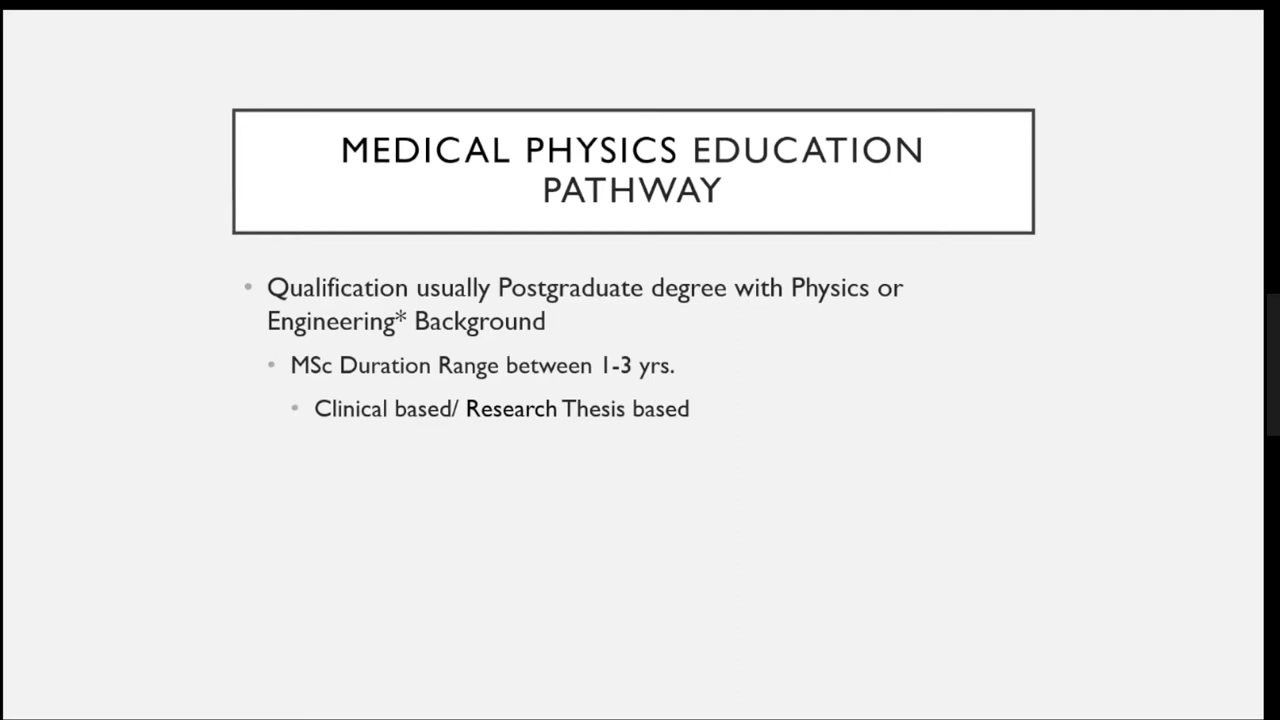 MEDICAL PHYSICS EDUCATION
PATHWAY
• Qualification usually Postgraduate degree with Physics or
Engineering* Background
• MSc Duration Range between 1-3 yrs.
• Clinical based/ Research Thesis based